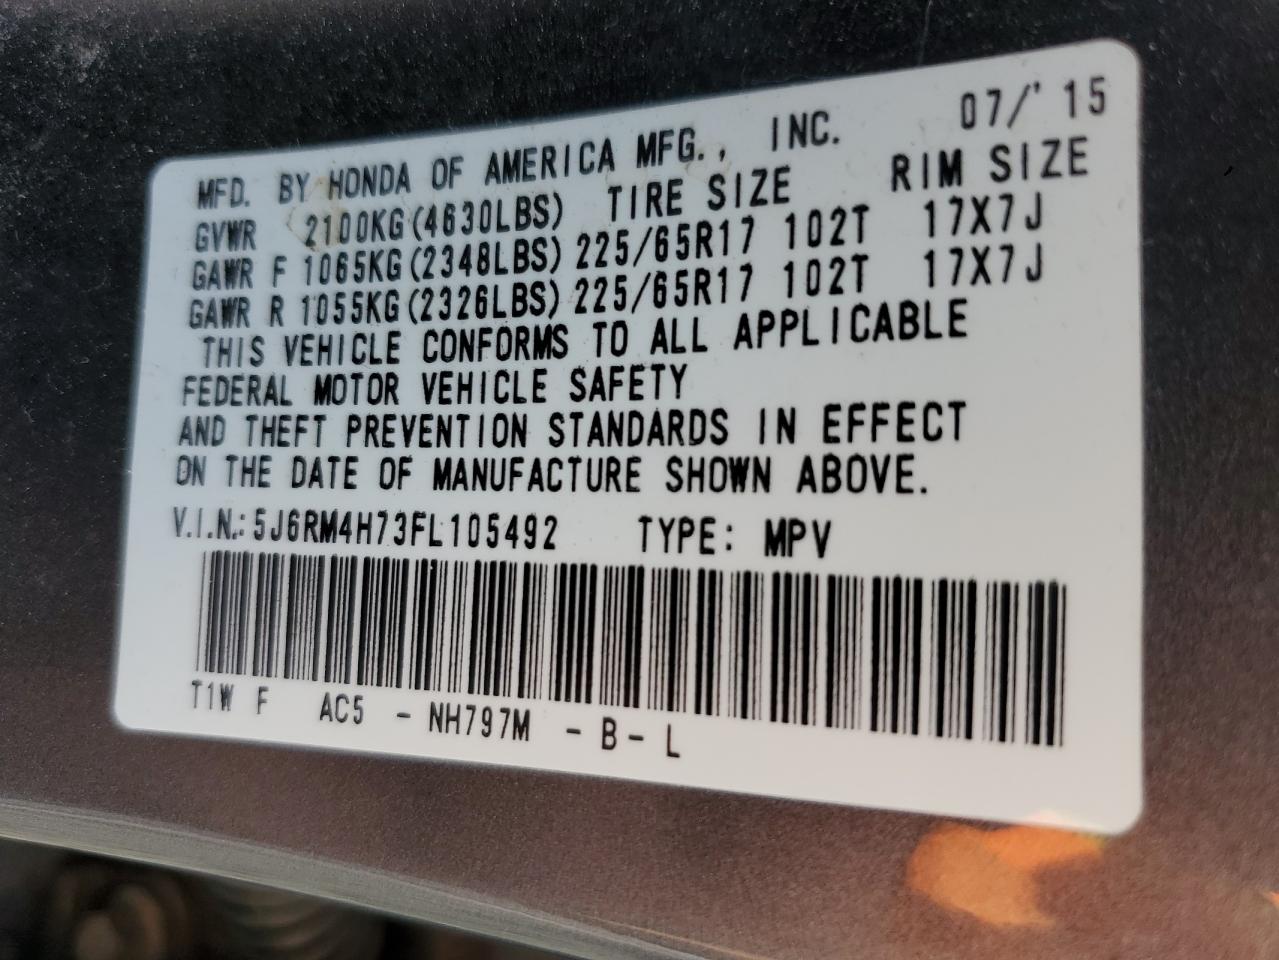 07/'15
MFD. BY HONDA OF AMERICA MFG., INC.
GVWR 2100KG(4630LBS) TIRE SIZE RIM SIZE
GAWR F 1065KG(2348LBS) 225/65R17 102T 17X7J
GAWR R 1055KG(2326LBS) 225/65R17 102T 17X7J
THIS VEHICLE CONFORMS TO ALL APPLICABLE
FEDERAL MOTOR VEHICLE SAFETY
AND THEFT PREVENTION STANDARDS IN EFFECT
ON THE DATE OF MANUFACTURE SHOWN ABOVE.
V.I.N.: 5J6RM4H73FL105492 TYPE: MPV
T1W F AC5 - NH797M - B - L